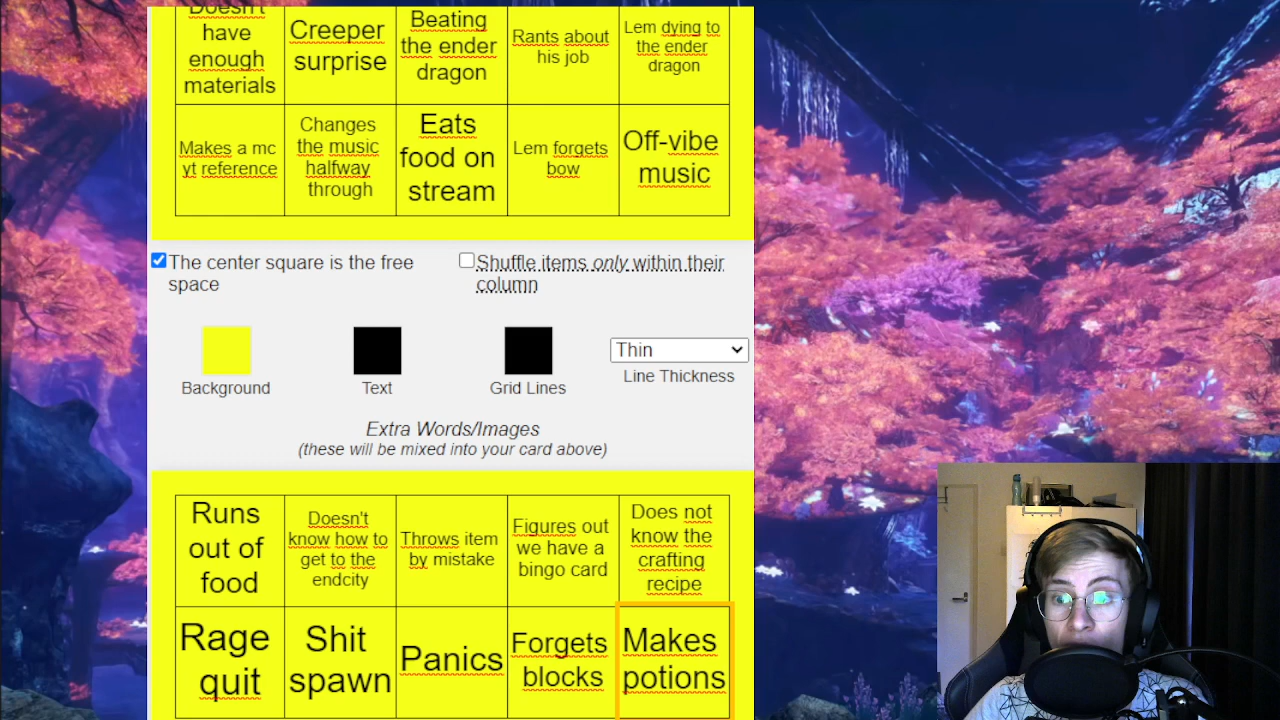 Doesn't
have
enough
materials
Creeper
surprise
Beating
the ender
dragon
Rants about
his job
Lem dying to
the ender
dragon
Makes a mc
yt reference
Changes
the music
halfway
through
Eats
food on
stream
Lem forgets
bow
Off-vibe
music
The center square is the free
space
Shuffle items only within their
column
Background
Text
Grid Lines
Thin
Line Thickness
Extra Words/Images
(these will be mixed into your card above)
Runs
out of
food
Doesn't
know how to
get to the
endcity
Throws item
by mistake
Figures out
we have a
bingo card
Does not
know the
crafting
recipe
Rage
quit
Shit
spawn
Panics
Forgets
blocks
Makes
potions